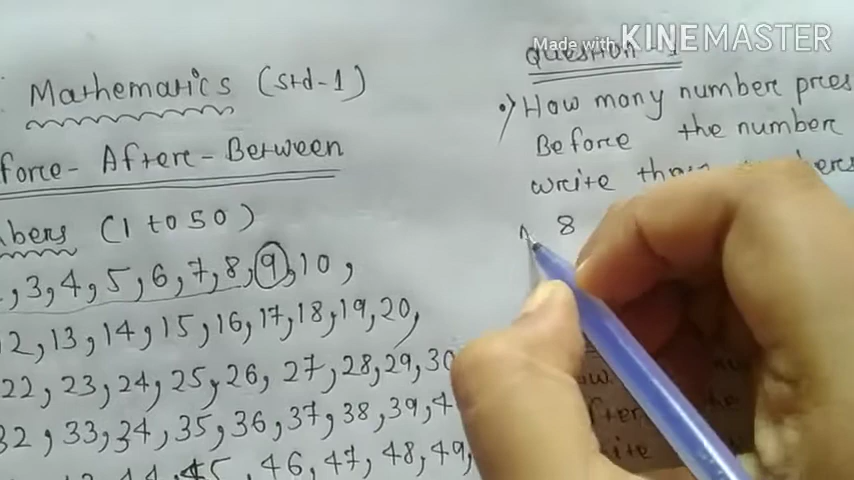 Made with KINEMASTER
Mathematics (Std-1)
fore - Aftere - Between
bers (1 to 50)
, 3, 4, 5, 6, 7, 8, 9, 10,
2, 13, 14, 15, 16, 17, 18, 19, 20,
22, 23, 24, 25, 26, 27, 28, 29, 30
32, 33, 34, 35, 36, 37, 38, 39, 4
45, 46, 47, 48, 49,
Question - 1
How many number pres
Before the number
write
8